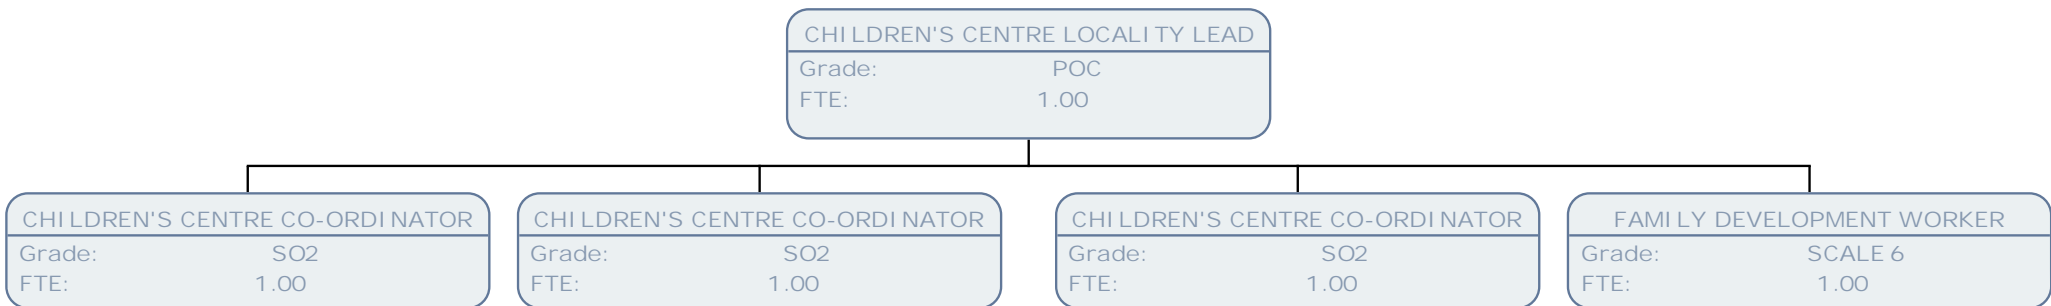 CHILDREN'S CENTRE LOCALITY LEAD
Grade: POC
FTE: 1.00
CHILDREN'S CENTRE CO-ORDINATOR
Grade: SO2
FTE: 1.00
CHILDREN'S CENTRE CO-ORDINATOR
Grade: SO2
FTE: 1.00
CHILDREN'S CENTRE CO-ORDINATOR
Grade: SO2
FTE: 1.00
FAMILY DEVELOPMENT WORKER
Grade: SCALE 6
FTE: 1.00